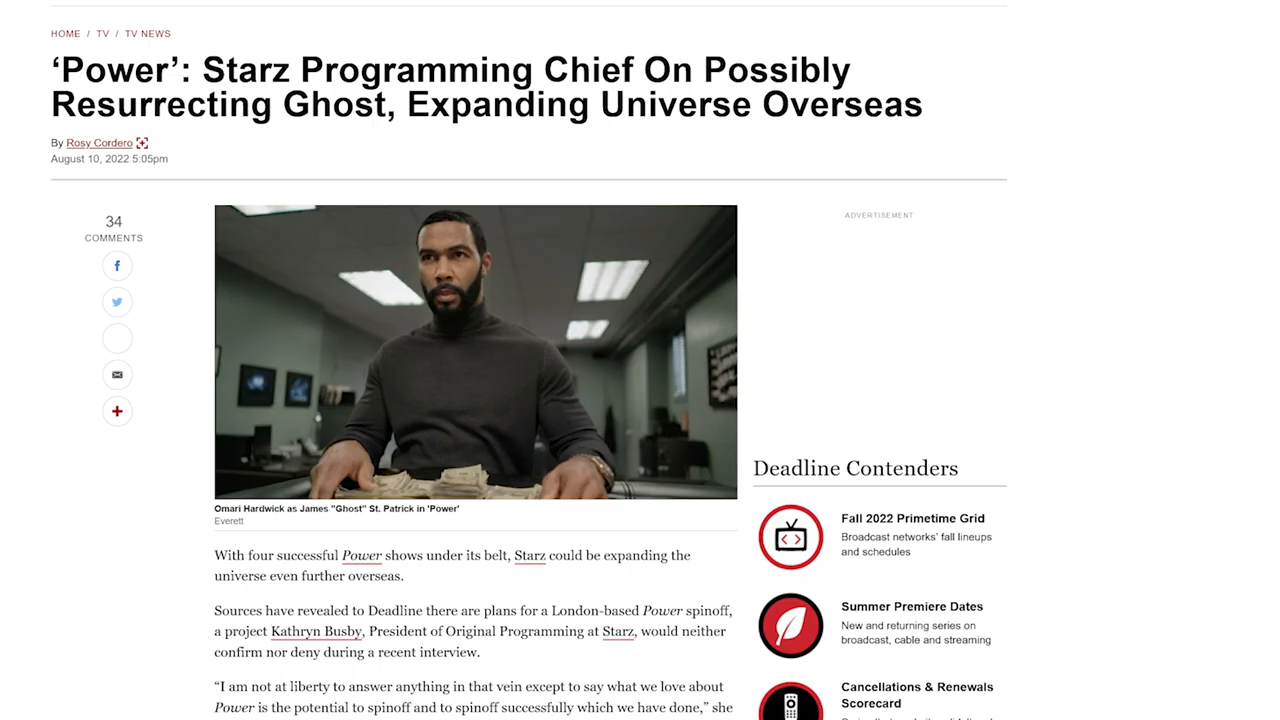 HOME / TV / TV NEWS
‘Power’: Starz Programming Chief On Possibly
Resurrecting Ghost, Expanding Universe Overseas
By Rosy Cordero
August 10, 2022 5:05pm
34
COMMENTS
ADVERTISEMENT
Omari Hardwick as James "Ghost" St. Patrick in 'Power'
Everett
With four successful Power shows under its belt, Starz could be expanding the
universe even further overseas.
Sources have revealed to Deadline there are plans for a London-based Power spinoff,
a project Kathryn Busby, President of Original Programming at Starz, would neither
confirm nor deny during a recent interview.
“I am not at liberty to answer anything in that vein except to say what we love about
Power is the potential to spinoff and to spinoff successfully which we have done,” she
Deadline Contenders
Fall 2022 Primetime Grid
Broadcast networks’ fall lineups
and schedules
Summer Premiere Dates
New and returning series on
broadcast, cable and streaming
Cancellations & Renewals
Scorecard